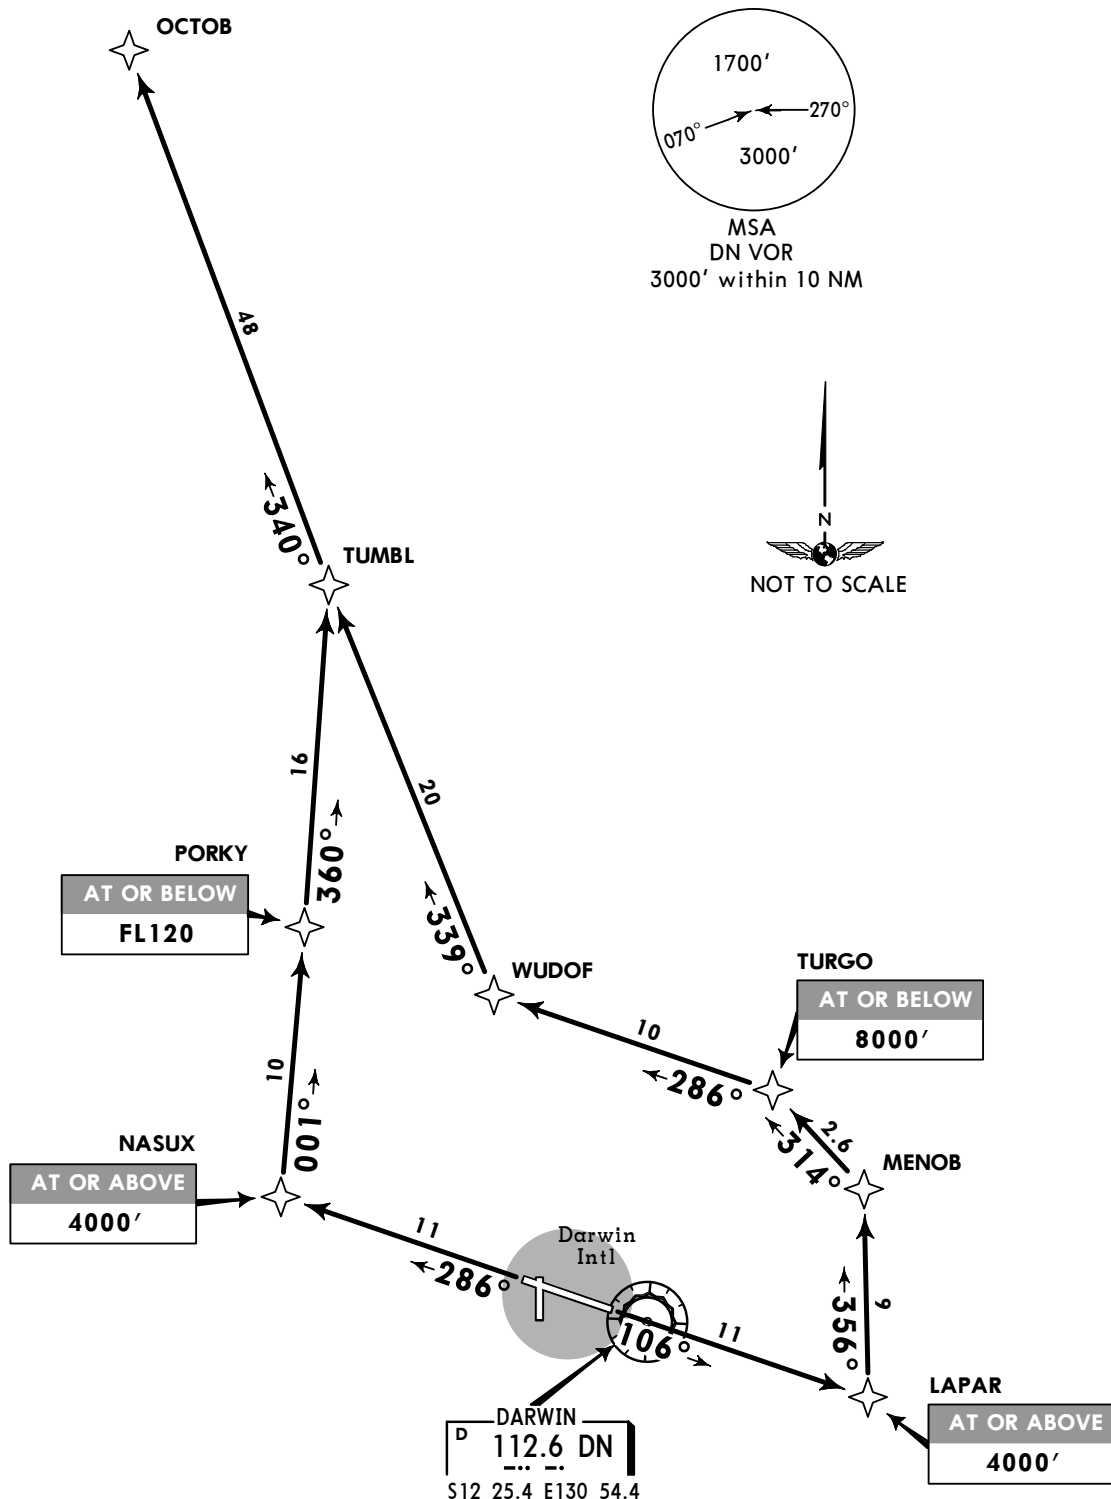 OCTOB
1700'
070°
270°
3000'
MSA
DN VOR
3000' within 10 NM
48
340°
TUMBL
N
NOT TO SCALE
16
20
PORKY
AT OR BELOW
FL120
360°
339°
WUDOF
TURGO
AT OR BELOW
8000'
10
286°
10
001°
2.6
314°
MENOB
NASUX
AT OR ABOVE
4000'
11
286°
Darwin
Intl
106°
11
9
356°
LAPAR
AT OR ABOVE
4000'
DARWIN
D 112.6 DN
S12 25.4 E130 54.4